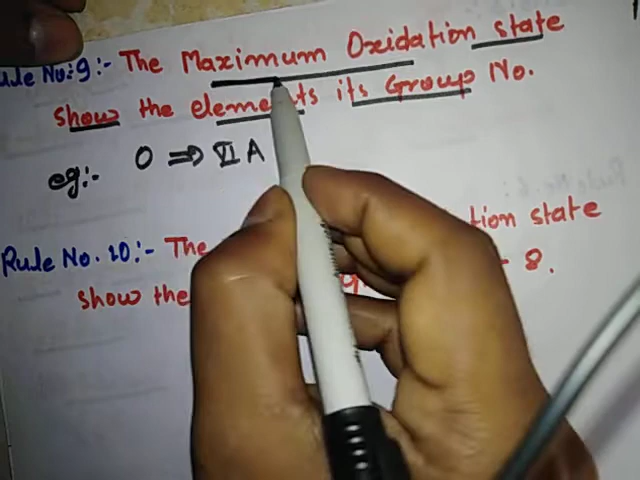 Rule No:9:- The Maximum Oxidation state
show the elements its Group No.
eg:- O ⇒ VI A
Rule No. 10:- The tion state
show the - 8.